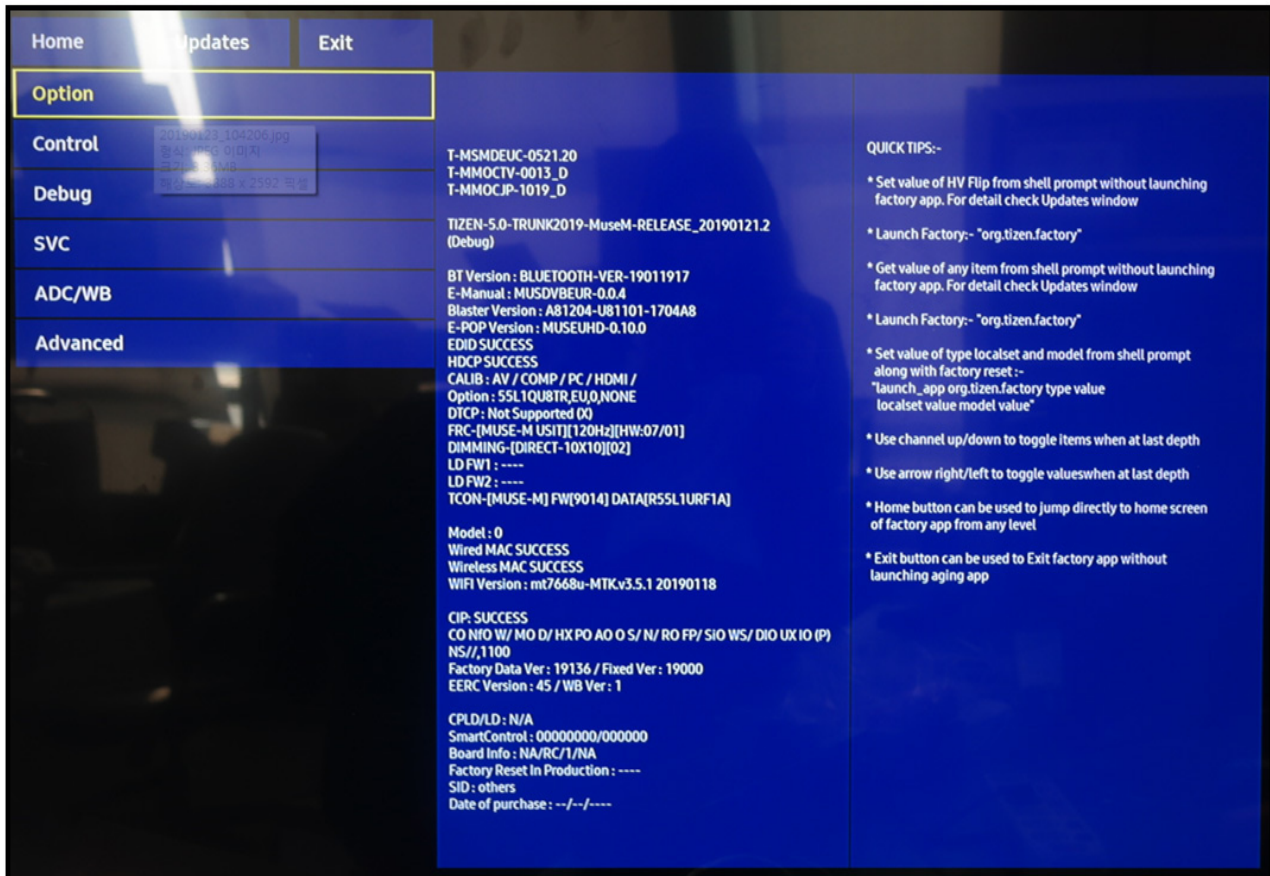 Home
Updates
Exit
Option
Control
Debug
SVC
ADC/WB
Advanced
20190123_104206.jpg
형식: JPEG 이미지
크기:
해상도: x 2592 픽셀
T-MSMDEUC-0521.20
T-MMOCTV-0013_D
T-MMOCJP-1019_D
TIZEN-5.0-TRUNK2019-MuseM-RELEASE_20190121.2
(Debug)
BT Version : BLUETOOTH-VER-19011917
E-Manual : MUSDVBEUR-0.0.4
Blaster Version : A81204-U81101-1704A8
E-POP Version : MUSEUHD-0.10.0
EDID SUCCESS
HDCP SUCCESS
CALIB : AV / COMP / PC / HDMI /
Option : 55L1QU8TR,EU,0,NONE
DTCP : Not Supported (X)
FRC-[MUSE-M USIT][120Hz][HW:07/01]
DIMMING-[DIRECT-10X10][02]
LD FW1 : ----
LD FW2 : ----
TCON-[MUSE-M] FW[9014] DATA[R55L1URF1A]
Model : 0
Wired MAC SUCCESS
Wireless MAC SUCCESS
WIFI Version : mt7668u-MTK.v3.5.1 20190118
CIP: SUCCESS
CO NfO W/ MO D/ HX PO AO O S/ N/ RO FP/ SiO WS/ DIO UX IO (P)
NS//,1100
Factory Data Ver : 19136 / Fixed Ver : 19000
EERC Version : 45 / WB Ver : 1
CPLD/LD : N/A
SmartControl : 00000000/000000
Board Info : NA/RC/1/NA
Factory Reset In Production : ----
SID : others
Date of purchase : --/--/----
QUICK TIPS:-
* Set value of HV Flip from shell prompt without launching
factory app. For detail check Updates window
* Launch Factory:- "org.tizen.factory"
* Get value of any item from shell prompt without launching
factory app. For detail check Updates window
* Launch Factory:- "org.tizen.factory"
* Set value of type localset and model from shell prompt
along with factory reset :-
"launch_app org.tizen.factory type value
localset value model value"
* Use channel up/down to toggle items when at last depth
* Use arrow right/left to toggle valueswhen at last depth
* Home button can be used to jump directly to home screen
of factory app from any level
* Exit button can be used to Exit factory app without
launching aging app